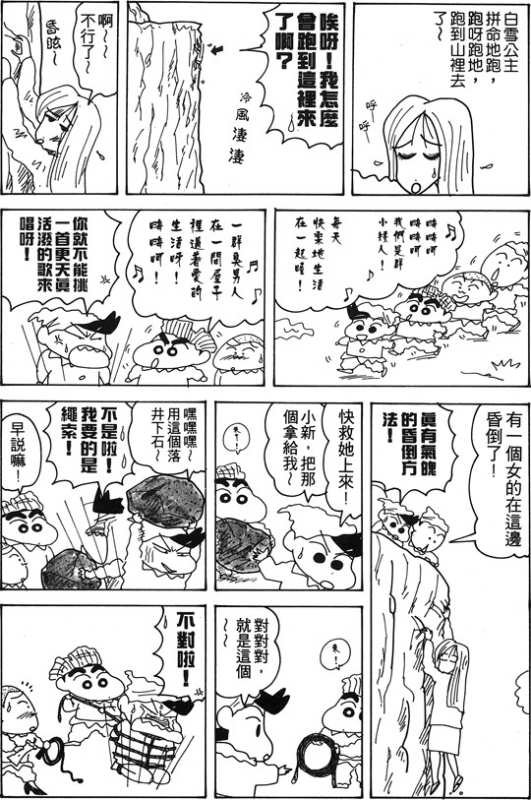 白雪公主
拼命地跑，
跑呀跑地，
跑到山裡去
了～
呼～
呼～
唉呀！我怎麼
會跑到這裡來
了啊？
冷風淒淒
啊～
不行了～
昏眩～
哼哼呵
我們是群
小矮人！
哼哼呵
每天
快樂地生活
在一起唷！
一群臭男人
在一間屋子
裡過著愛的
生活呀！
哼哼呵！
你就不能挑
一首更天真
活潑的歌來
唱呀！
有一個女的在這邊
昏倒了！
真有氣魄
的昏倒方
法！
快救她上來！
小新，把那
個拿給我～
來！
嘿嘿嘿～
用這個落
井下石～
不是啦！
我要的是
繩索！
早說嘛！
來！
對對對，
就是這個
～
不對啦！